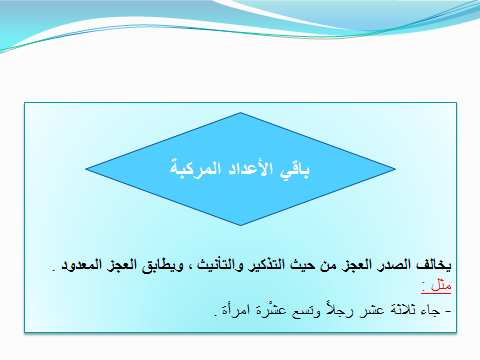 باقي الأعداد المركبة
يخالف الصدر العجز من حيث التذكير والتأنيث ، ويطابق العجز المعدود .
مثل :
- جاء ثلاثة عشر رجلاً وتسع عشْرة امرأة .